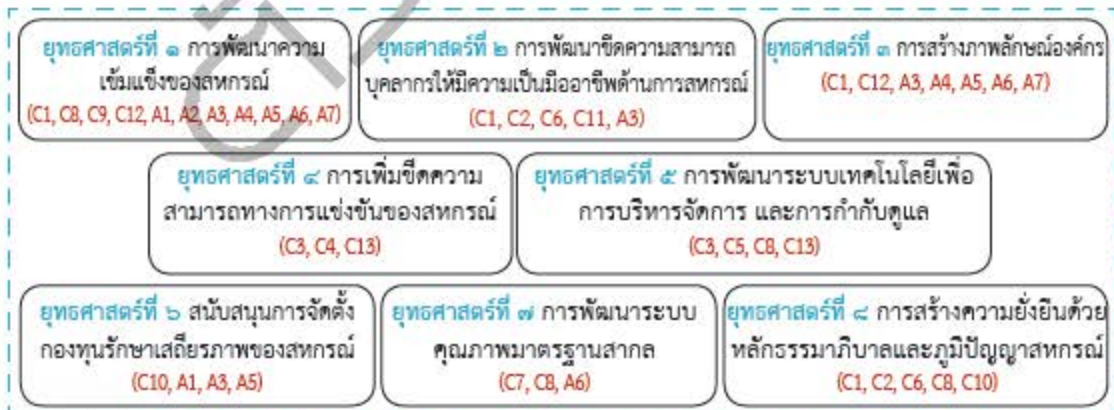 ยุทธศาสตร์ที่ ๑ การพัฒนาความ
เข้มแข็งของสหกรณ์
(C1, C8, C9, C12, A1, A2, A3, A4, A5, A6, A7)
ยุทธศาสตร์ที่ ๒ การพัฒนาขีดความสามารถ
บุคลากรให้มีความเป็นมืออาชีพด้านการสหกรณ์
(C1, C2, C6, C11, A3)
ยุทธศาสตร์ที่ ๓ การสร้างภาพลักษณ์องค์กร
(C1, C12, A3, A4, A5, A6, A7)
ยุทธศาสตร์ที่ ๔ การเพิ่มขีดความ
สามารถทางการแข่งขันของสหกรณ์
(C3, C4, C13)
ยุทธศาสตร์ที่ ๕ การพัฒนาระบบเทคโนโลยีเพื่อ
การบริหารจัดการ และการกำกับดูแล
(C3, C5, C8, C13)
ยุทธศาสตร์ที่ ๖ สนับสนุนการจัดตั้ง
กองทุนรักษาเสถียรภาพของสหกรณ์
(C10, A1, A3, A5)
ยุทธศาสตร์ที่ ๗ การพัฒนาระบบ
คุณภาพมาตรฐานสากล
(C7, C8, A6)
ยุทธศาสตร์ที่ ๘ การสร้างความยั่งยืนด้วย
หลักธรรมาภิบาลและภูมิปัญญาสหกรณ์
(C1, C2, C6, C8, C10)